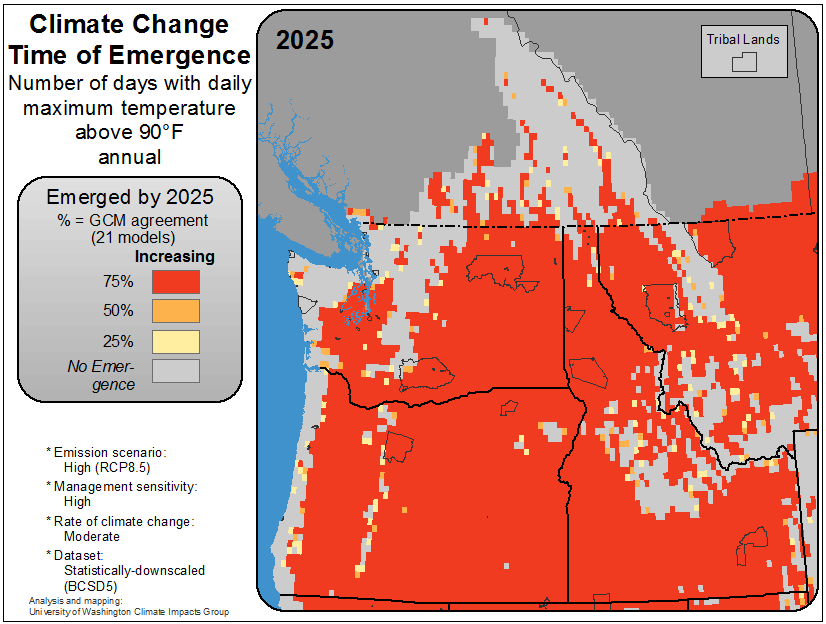 Climate Change
Time of Emergence
Number of days with daily
maximum temperature
above 90°F
annual
Emerged by 2025
% = GCM agreement
(21 models)
Increasing
75%
50%
25%
No Emer-
gence
* Emission scenario:
High (RCP8.5)
* Management sensitivity:
High
* Rate of climate change:
Moderate
* Dataset:
Statistically-downscaled
(BCSD5)
Analysis and mapping:
University of Washington Climate Impacts Group
2025
Tribal Lands